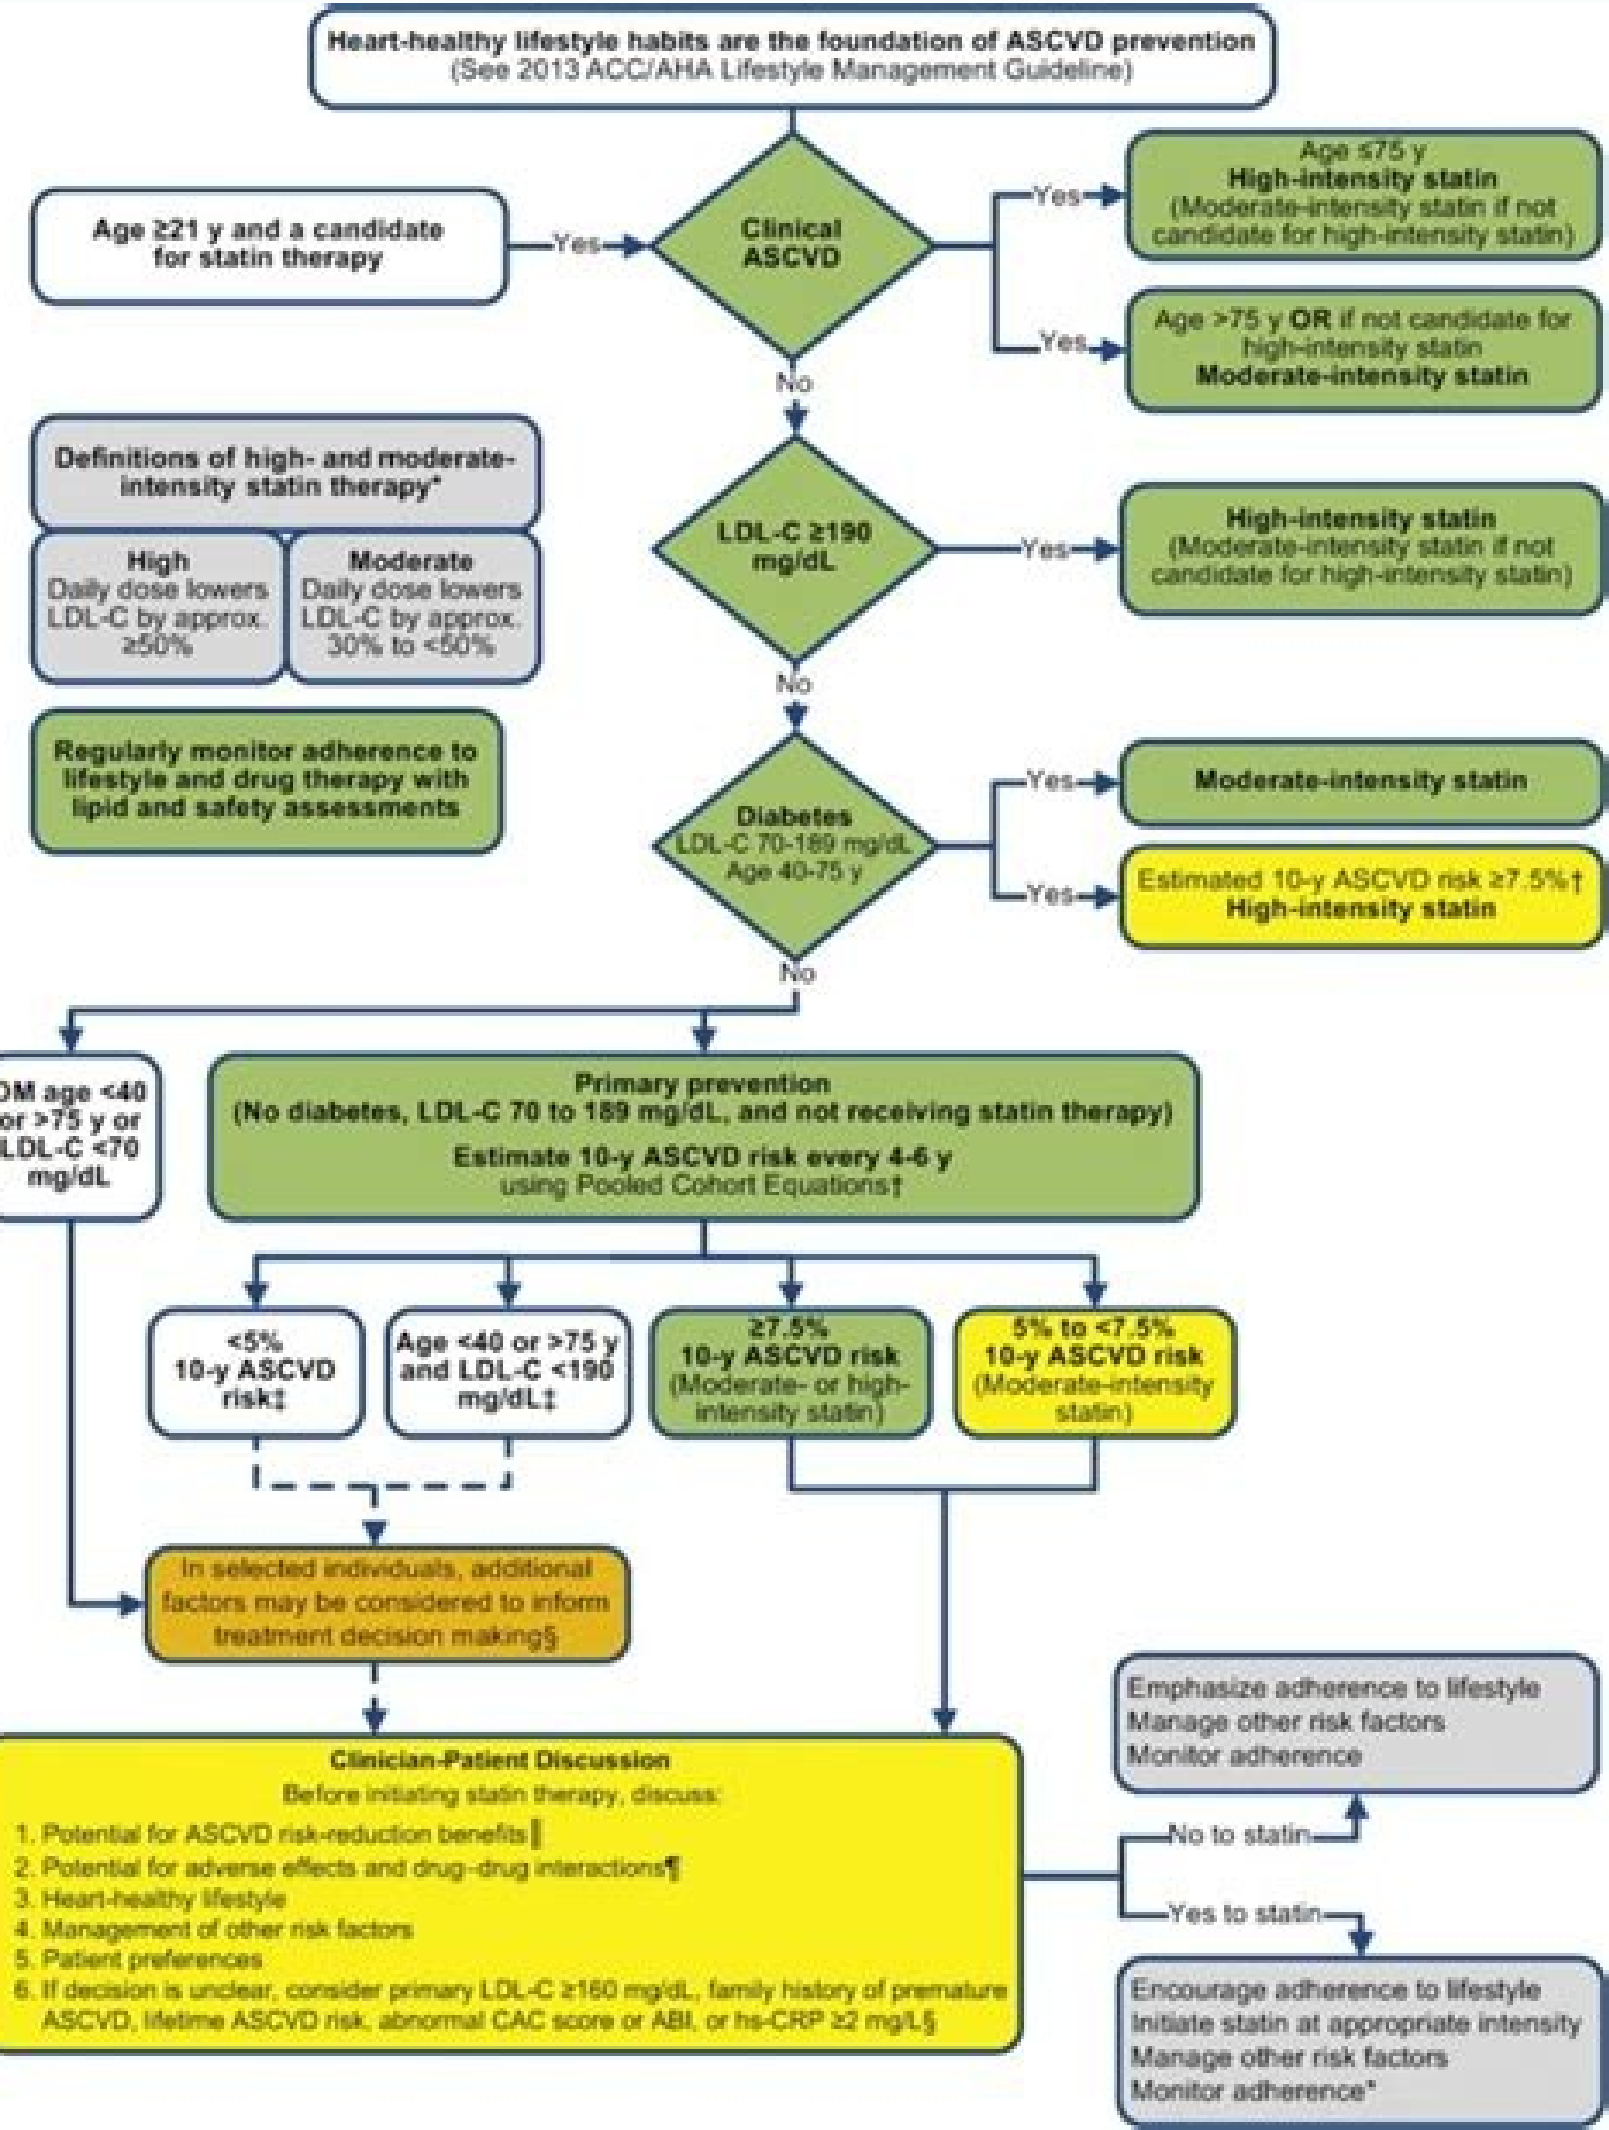 Heart-healthy lifestyle habits are the foundation of ASCVD prevention
(See 2013 ACC/AHA Lifestyle Management Guideline)
Age ≥21 y and a candidate
for statin therapy
Yes
Clinical
ASCVD
Yes
Age ≤75 y
High-intensity statin
(Moderate-intensity statin if not
candidate for high-intensity statin)
Yes
Age >75 y OR if not candidate for
high-intensity statin
Moderate-intensity statin
No
Definitions of high- and moderate-
intensity statin therapy*
High
Daily dose lowers
LDL-C by approx.
≥50%
Moderate
Daily dose lowers
LDL-C by approx.
30% to <50%
LDL-C ≥190
mg/dL
Yes
High-intensity statin
(Moderate-intensity statin if not
candidate for high-intensity statin)
No
Regularly monitor adherence to
lifestyle and drug therapy with
lipid and safety assessments
Diabetes
LDL-C 70-189 mg/dL
Age 40-75 y
Yes
Moderate-intensity statin
Yes
Estimated 10-y ASCVD risk ≥7.5%†
High-intensity statin
No
DM age <40
or >75 y or
LDL-C <70
mg/dL
Primary prevention
(No diabetes, LDL-C 70 to 189 mg/dL, and not receiving statin therapy)
Estimate 10-y ASCVD risk every 4-6 y
using Pooled Cohort Equations†
<5%
10-y ASCVD
risk‡
Age <40 or >75 y
and LDL-C <190
mg/dL‡
≥7.5%
10-y ASCVD risk
(Moderate- or high-
intensity statin)
5% to <7.5%
10-y ASCVD risk
(Moderate-intensity
statin)
In selected individuals, additional
factors may be considered to inform
treatment decision making§
Clinician-Patient Discussion
Before initiating statin therapy, discuss:
1. Potential for ASCVD risk-reduction benefits‖
2. Potential for adverse effects and drug–drug interactions¶
3. Heart-healthy lifestyle
4. Management of other risk factors
5. Patient preferences
6. If decision is unclear, consider primary LDL-C ≥160 mg/dL, family history of premature
ASCVD, lifetime ASCVD risk, abnormal CAC score or ABI, or hs-CRP ≥2 mg/L§
No to statin
Emphasize adherence to lifestyle
Manage other risk factors
Monitor adherence
Yes to statin
Encourage adherence to lifestyle
Initiate statin at appropriate intensity
Manage other risk factors
Monitor adherence*